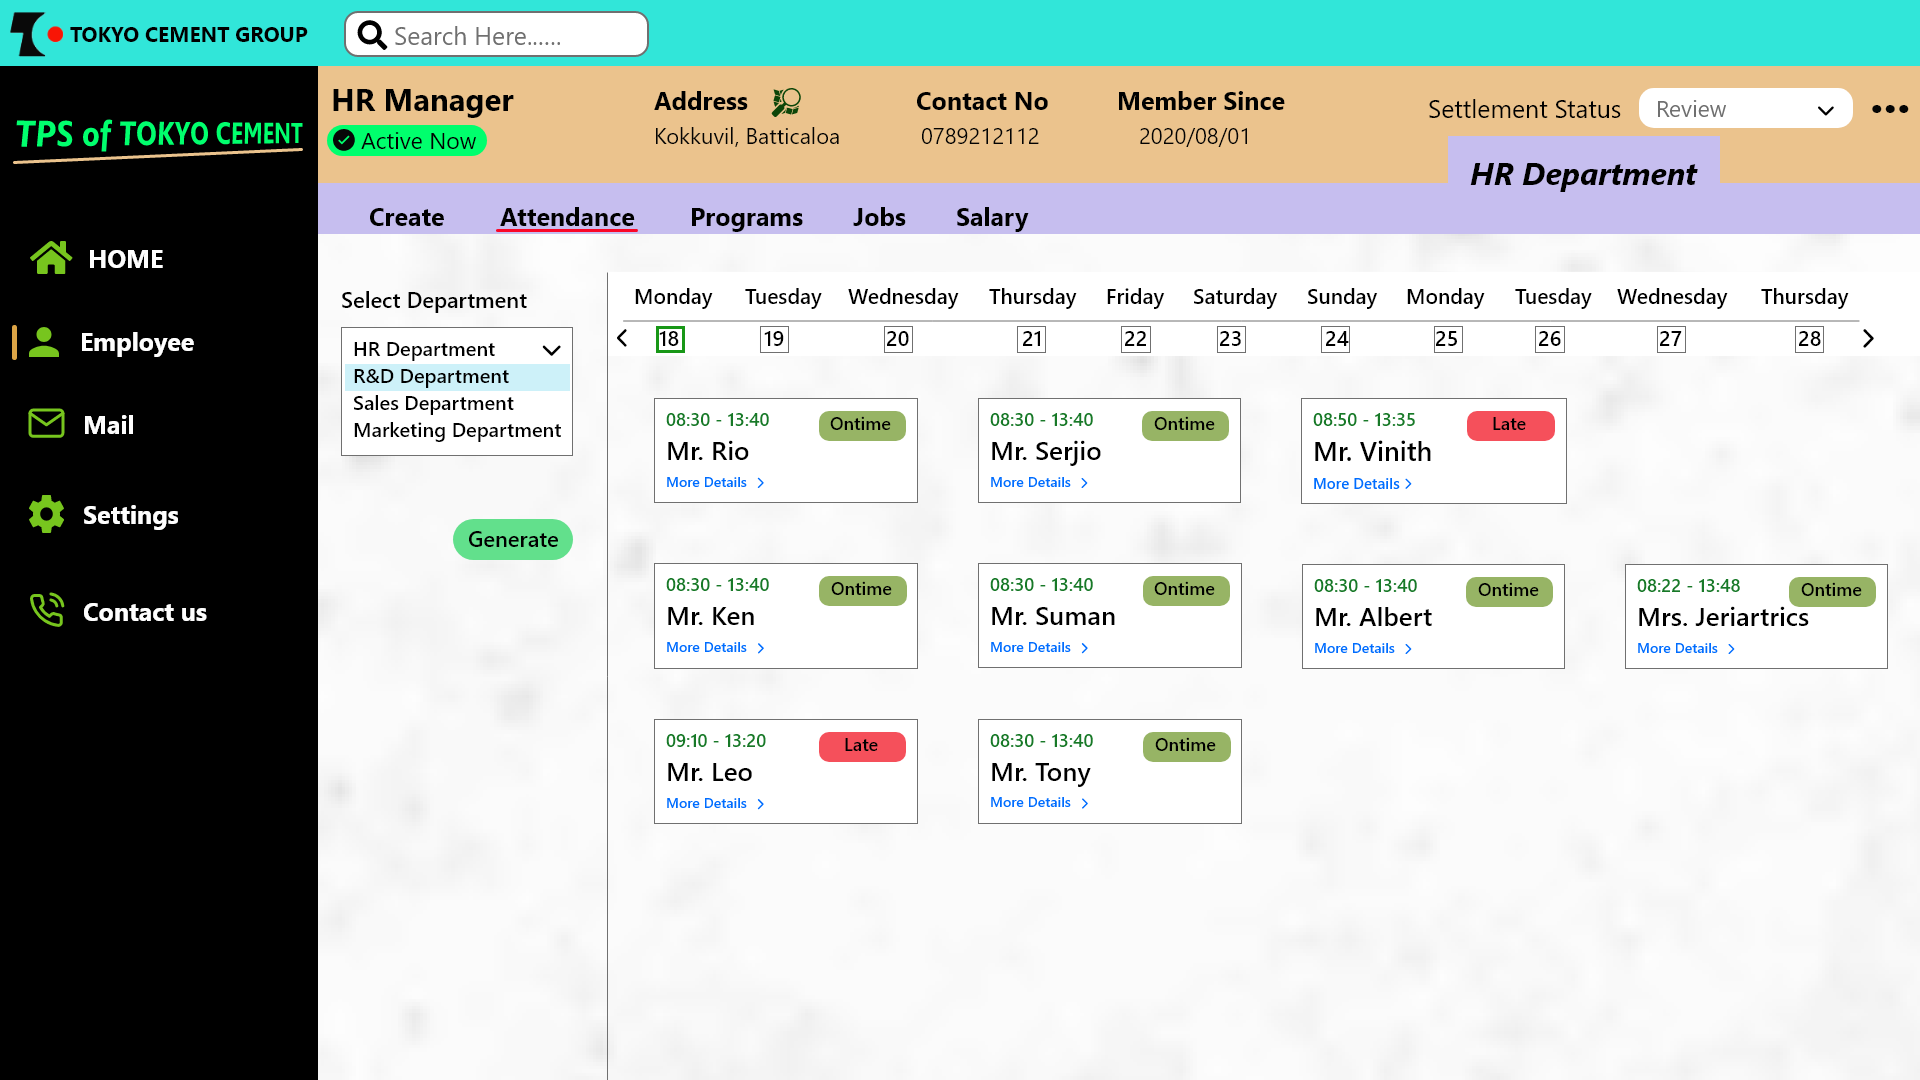 TOKYO CEMENT GROUP
Search Here......
TPS of TOKYO CEMENT
HOME
Employee
Mail
Settings
Contact us
HR Manager
Active Now
Address
Kokkuvil, Batticaloa
Contact No
0789212112
Member Since
2020/08/01
Settlement Status
Review
HR Department
Create Attendance Programs Jobs Salary
Select Department
HR Department
R&D Department
Sales Department
Marketing Department
Generate
Monday Tuesday Wednesday Thursday Friday Saturday Sunday Monday Tuesday Wednesday Thursday
18 19 20 21 22 23 24 25 26 27 28
08:30 - 13:40 Ontime
Mr. Rio
More Details
08:30 - 13:40 Ontime
Mr. Serjio
More Details
08:50 - 13:35 Late
Mr. Vinith
More Details
08:30 - 13:40 Ontime
Mr. Ken
More Details
08:30 - 13:40 Ontime
Mr. Suman
More Details
08:30 - 13:40 Ontime
Mr. Albert
More Details
08:22 - 13:48 Ontime
Mrs. Jeriartrics
More Details
09:10 - 13:20 Late
Mr. Leo
More Details
08:30 - 13:40 Ontime
Mr. Tony
More Details